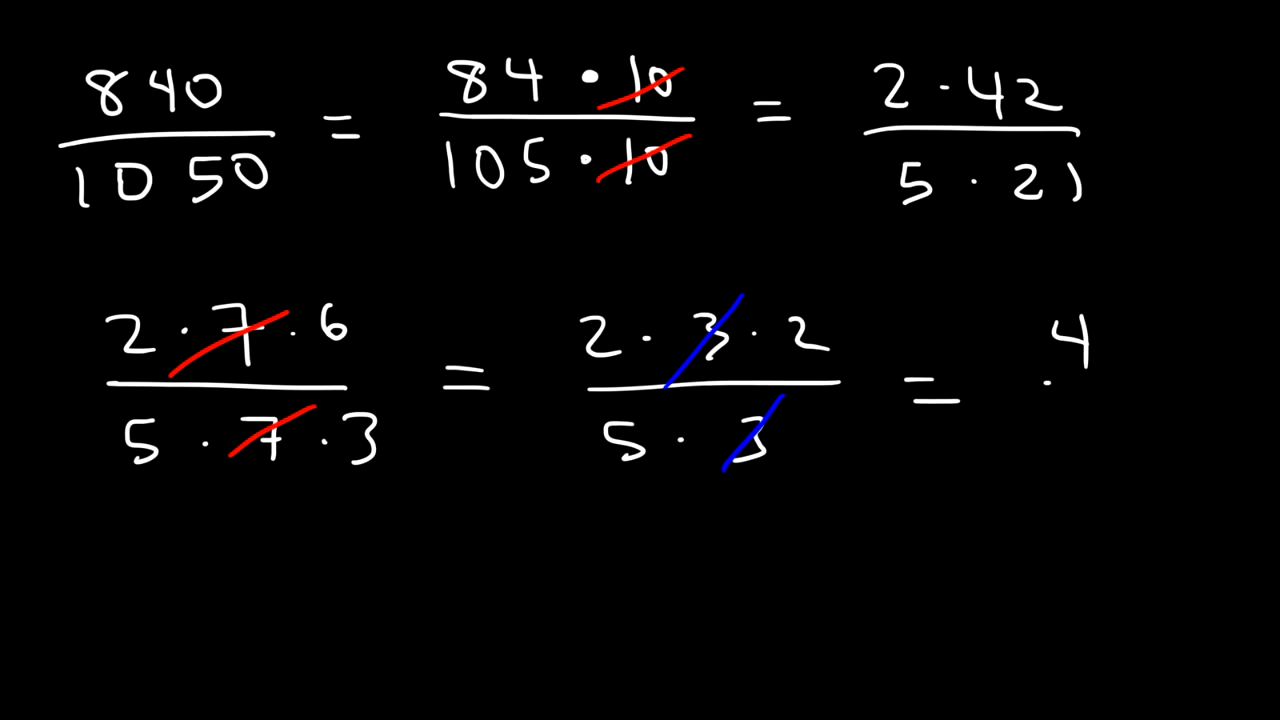 840/1050 = 84 · 10/105 · 10 = 2 · 42/5 · 21
2 · 7 · 6/5 · 7 · 3 = 2 · 3 · 2/5 · 3 = 4